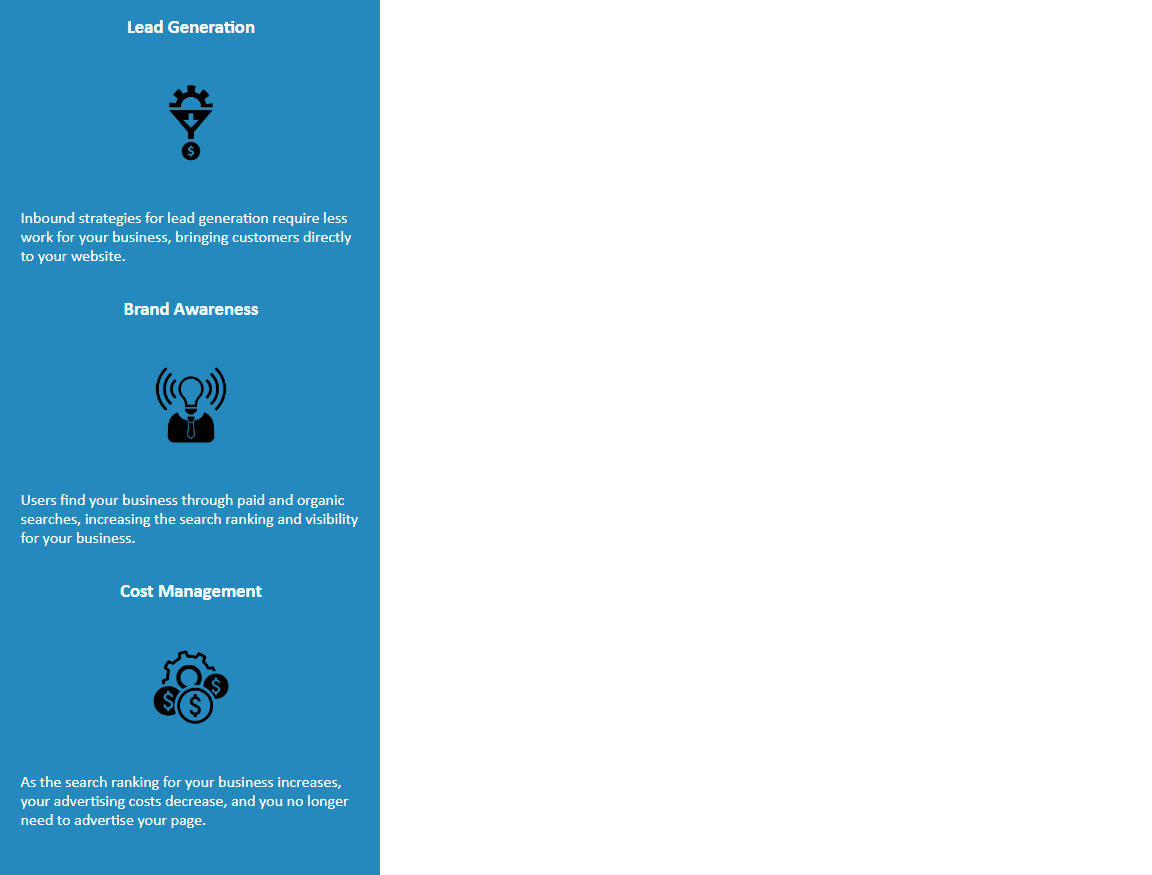 Lead Generation
$
Inbound strategies for lead generation require less
work for your business, bringing customers directly
to your website.
Brand Awareness
Users find your business through paid and organic
searches, increasing the search ranking and visibility
for your business.
Cost Management
$ $ $
As the search ranking for your business increases,
your advertising costs decrease, and you no longer
need to advertise your page.